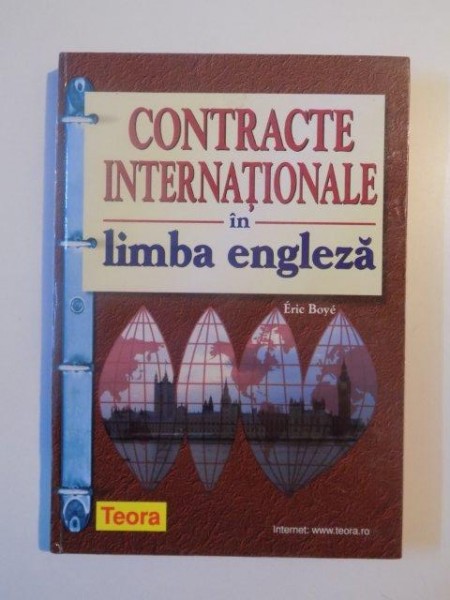 CONTRACTE
INTERNAȚIONALE
în
limba engleză
Éric Boyé
Teora
Internet: www.teora.ro